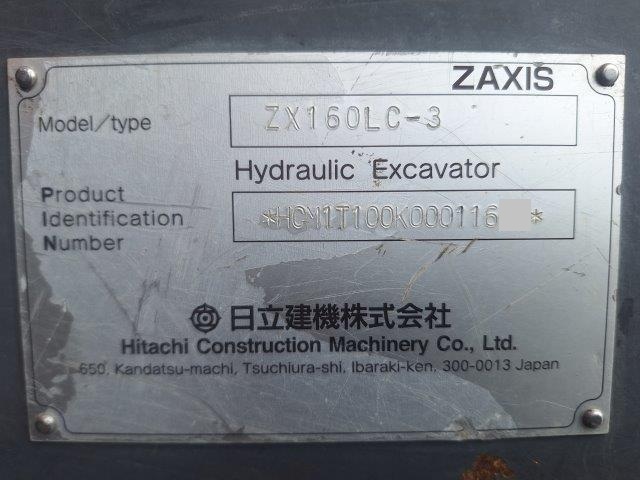 ZAXIS
Model/type ZX160LC-3
Hydraulic Excavator
Product
Identification *HCM1T100K000116 *
Number
日立建機株式会社
Hitachi Construction Machinery Co., Ltd.
650, Kandatsu-machi, Tsuchiura-shi, Ibaraki-ken, 300-0013 Japan